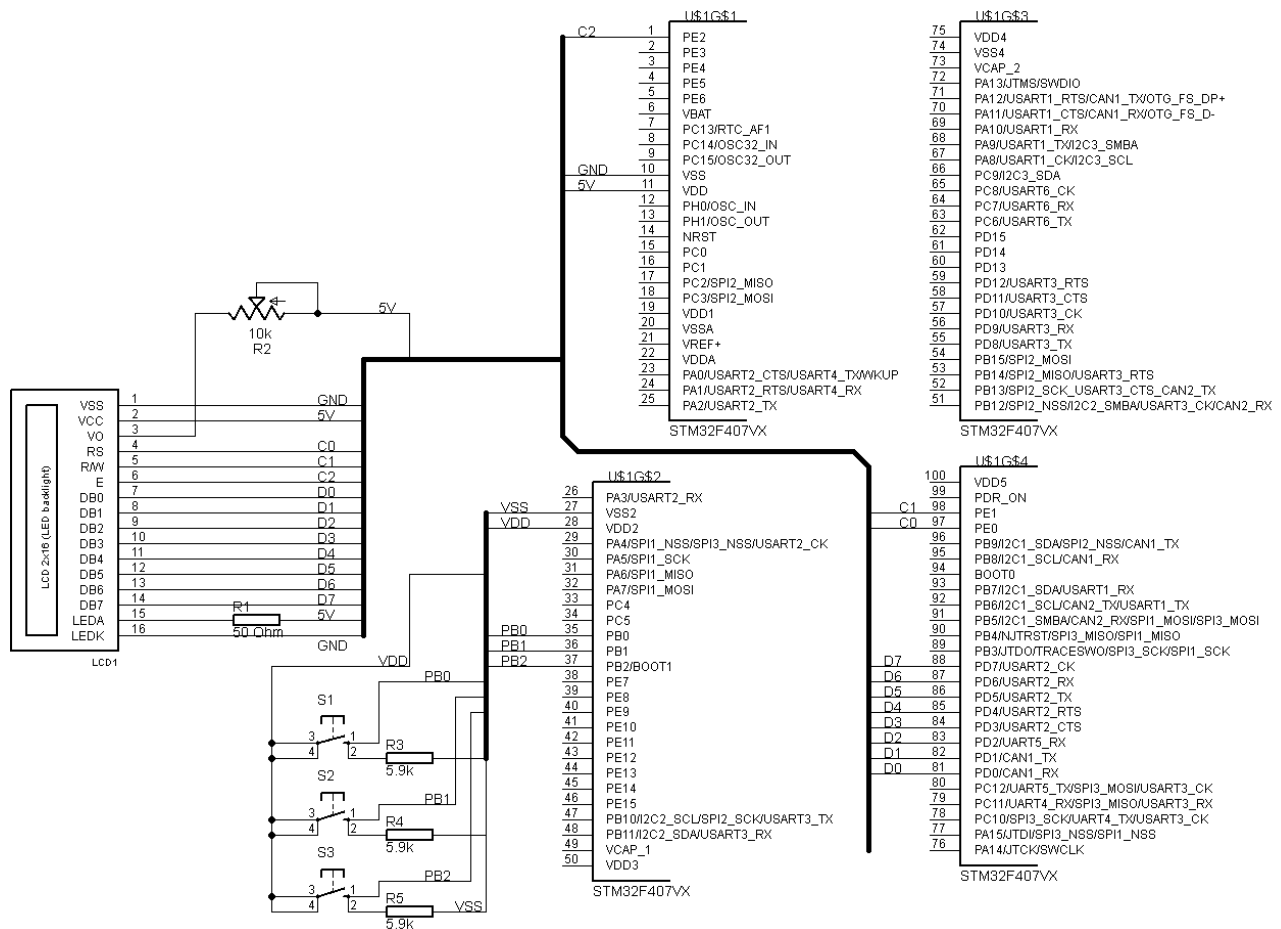 U$1G$1
C2
1 PE2
2 PE3
3 PE4
4 PE5
5 PE6
6 VBAT
7 PC13/RTC_AF1
8 PC14/OSC32_IN
9 PC15/OSC32_OUT
GND 10 VSS
5V 11 VDD
12 PH0/OSC_IN
13 PH1/OSC_OUT
14 NRST
15 PC0
16 PC1
17 PC2/SPI2_MISO
18 PC3/SPI2_MOSI
19 VDD1
20 VSSA
21 VREF+
22 VDDA
23 PA0/USART2_CTS/USART4_TX/WKUP
24 PA1/USART2_RTS/USART4_RX
25 PA2/USART2_TX
STM32F407VX
U$1G$3
75 VDD4
74 VSS4
73 VCAP_2
72 PA13/JTMS/SWDIO
71 PA12/USART1_RTS/CAN1_TX/OTG_FS_DP+
70 PA11/USART1_CTS/CAN1_RX/OTG_FS_D-
69 PA10/USART1_RX
68 PA9/USART1_TX/I2C3_SMBA
67 PA8/USART1_CK/I2C3_SCL
66 PC9/I2C3_SDA
65 PC8/USART6_CK
64 PC7/USART6_RX
63 PC6/USART6_TX
62 PD15
61 PD14
60 PD13
59 PD12/USART3_RTS
58 PD11/USART3_CTS
57 PD10/USART3_CK
56 PD9/USART3_RX
55 PD8/USART3_TX
54 PB15/SPI2_MOSI
53 PB14/SPI2_MISO/USART3_RTS
52 PB13/SPI2_SCK_USART3_CTS_CAN2_TX
51 PB12/SPI2_NSS/I2C2_SMBA/USART3_CK/CAN2_RX
STM32F407VX
5V
10k
R2
LCD 2x16 (LED backlight)
VSS 1 GND
VCC 2 5V
VO 3
RS 4 C0
R/W 5 C1
E 6 C2
DB0 7 D0
DB1 8 D1
DB2 9 D2
DB3 10 D3
DB4 11 D4
DB5 12 D5
DB6 13 D6
DB7 14 D7
LEDA 15 R1 5V
50 Ohm
LEDK 16 GND
LCD1
U$1G$2
26 PA3/USART2_RX
VSS 27 VSS2
VDD 28 VDD2
29 PA4/SPI1_NSS/SPI3_NSS/USART2_CK
30 PA5/SPI1_SCK
31 PA6/SPI1_MISO
32 PA7/SPI1_MOSI
33 PC4
34 PC5
PB0 35 PB0
PB1 36 PB1
PB2 37 PB2/BOOT1
38 PE7
39 PE8
40 PE9
41 PE10
42 PE11
43 PE12
44 PE13
45 PE14
46 PE15
47 PB10/I2C2_SCL/SPI2_SCK/USART3_TX
48 PB11/I2C2_SDA/USART3_RX
49 VCAP_1
50 VDD3
STM32F407VX
VDD
PB0
S1
3 1
4 2
R3
5.9k
S2
PB1
3 1
4 2
R4
5.9k
S3
PB2
3 1
4 2
R5
5.9k
VSS
U$1G$4
100 VDD5
99 PDR_ON
C1 98 PE1
C0 97 PE0
96 PB9/I2C1_SDA/SPI2_NSS/CAN1_TX
95 PB8/I2C1_SCL/CAN1_RX
94 BOOT0
93 PB7/I2C1_SDA/USART1_RX
92 PB6/I2C1_SCL/CAN2_TX/USART1_TX
91 PB5/I2C1_SMBA/CAN2_RX/SPI1_MOSI/SPI3_MOSI
90 PB4/NJTRST/SPI3_MISO/SPI1_MISO
89 PB3/JTDO/TRACESWO/SPI3_SCK/SPI1_SCK
D7 88 PD7/USART2_CK
D6 87 PD6/USART2_RX
D5 86 PD5/USART2_TX
D4 85 PD4/USART2_RTS
D3 84 PD3/USART2_CTS
D2 83 PD2/UART5_RX
D1 82 PD1/CAN1_TX
D0 81 PD0/CAN1_RX
80 PC12/UART5_TX/SPI3_MOSI/USART3_CK
79 PC11/UART4_RX/SPI3_MISO/USART3_RX
78 PC10/SPI3_SCK/UART4_TX/USART3_CK
77 PA15/JTDI/SPI3_NSS/SPI1_NSS
76 PA14/JTCK/SWCLK
STM32F407VX